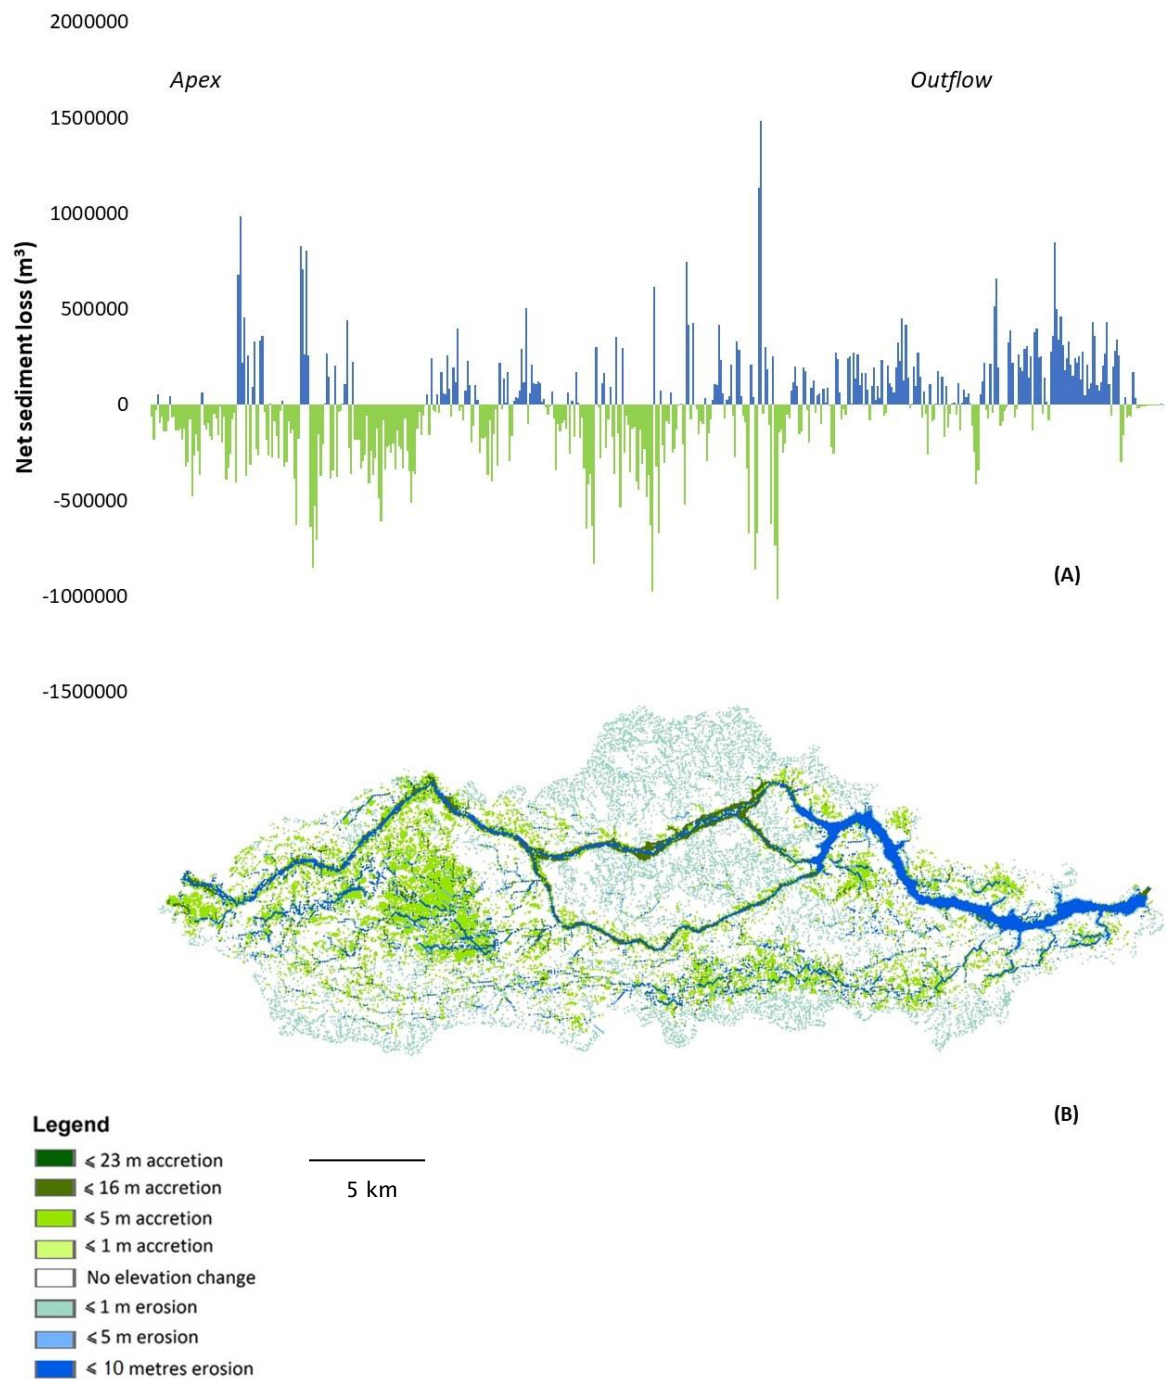 2000000
Apex
Outflow
1500000
1000000
Net sediment loss (m³)
500000
0
-500000
(A)
-1000000
-1500000
(B)
Legend
⩽ 23 m accretion
⩽ 16 m accretion
⩽ 5 m accretion
⩽ 1 m accretion
No elevation change
⩽ 1 m erosion
⩽ 5 m erosion
⩽ 10 metres erosion
5 km